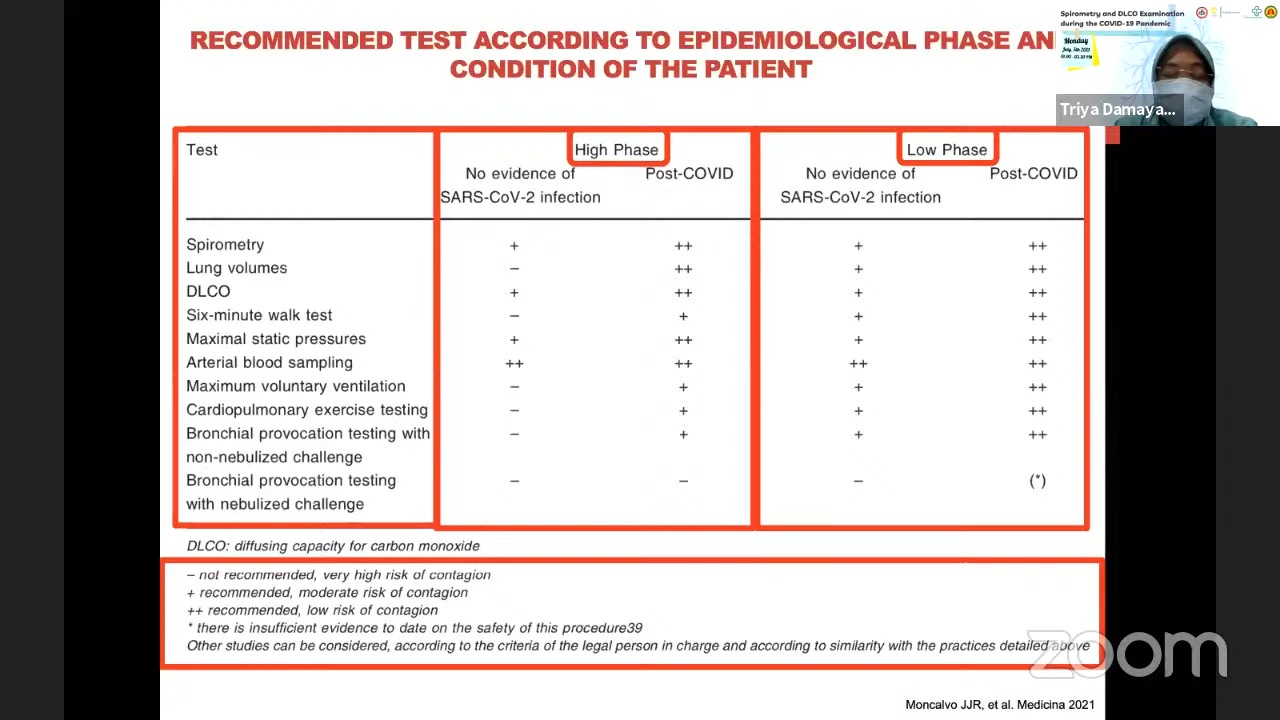 Spirometry and DLCO Examination
during the COVID-19 Pandemic
Monday
July, 5th 2021
RECOMMENDED TEST ACCORDING TO EPIDEMIOLOGICAL PHASE AN
CONDITION OF THE PATIENT
Triya Damaya...
Test High Phase Low Phase
No evidence of Post-COVID No evidence of Post-COVID
SARS-CoV-2 infection SARS-CoV-2 infection
Spirometry + ++ + ++
Lung volumes – ++ + ++
DLCO + ++ + ++
Six-minute walk test – + + ++
Maximal static pressures + ++ + ++
Arterial blood sampling ++ ++ ++ ++
Maximum voluntary ventilation – + + ++
Cardiopulmonary exercise testing – + + ++
Bronchial provocation testing with – + + ++
non-nebulized challenge
Bronchial provocation testing – – – (*)
with nebulized challenge
DLCO: diffusing capacity for carbon monoxide
– not recommended, very high risk of contagion
+ recommended, moderate risk of contagion
++ recommended, low risk of contagion
* there is insufficient evidence to date on the safety of this procedure39
Other studies can be considered, according to the criteria of the legal person in charge and according to similarity with the practices detailed above
zoom
Moncalvo JJR, et al. Medicina 2021